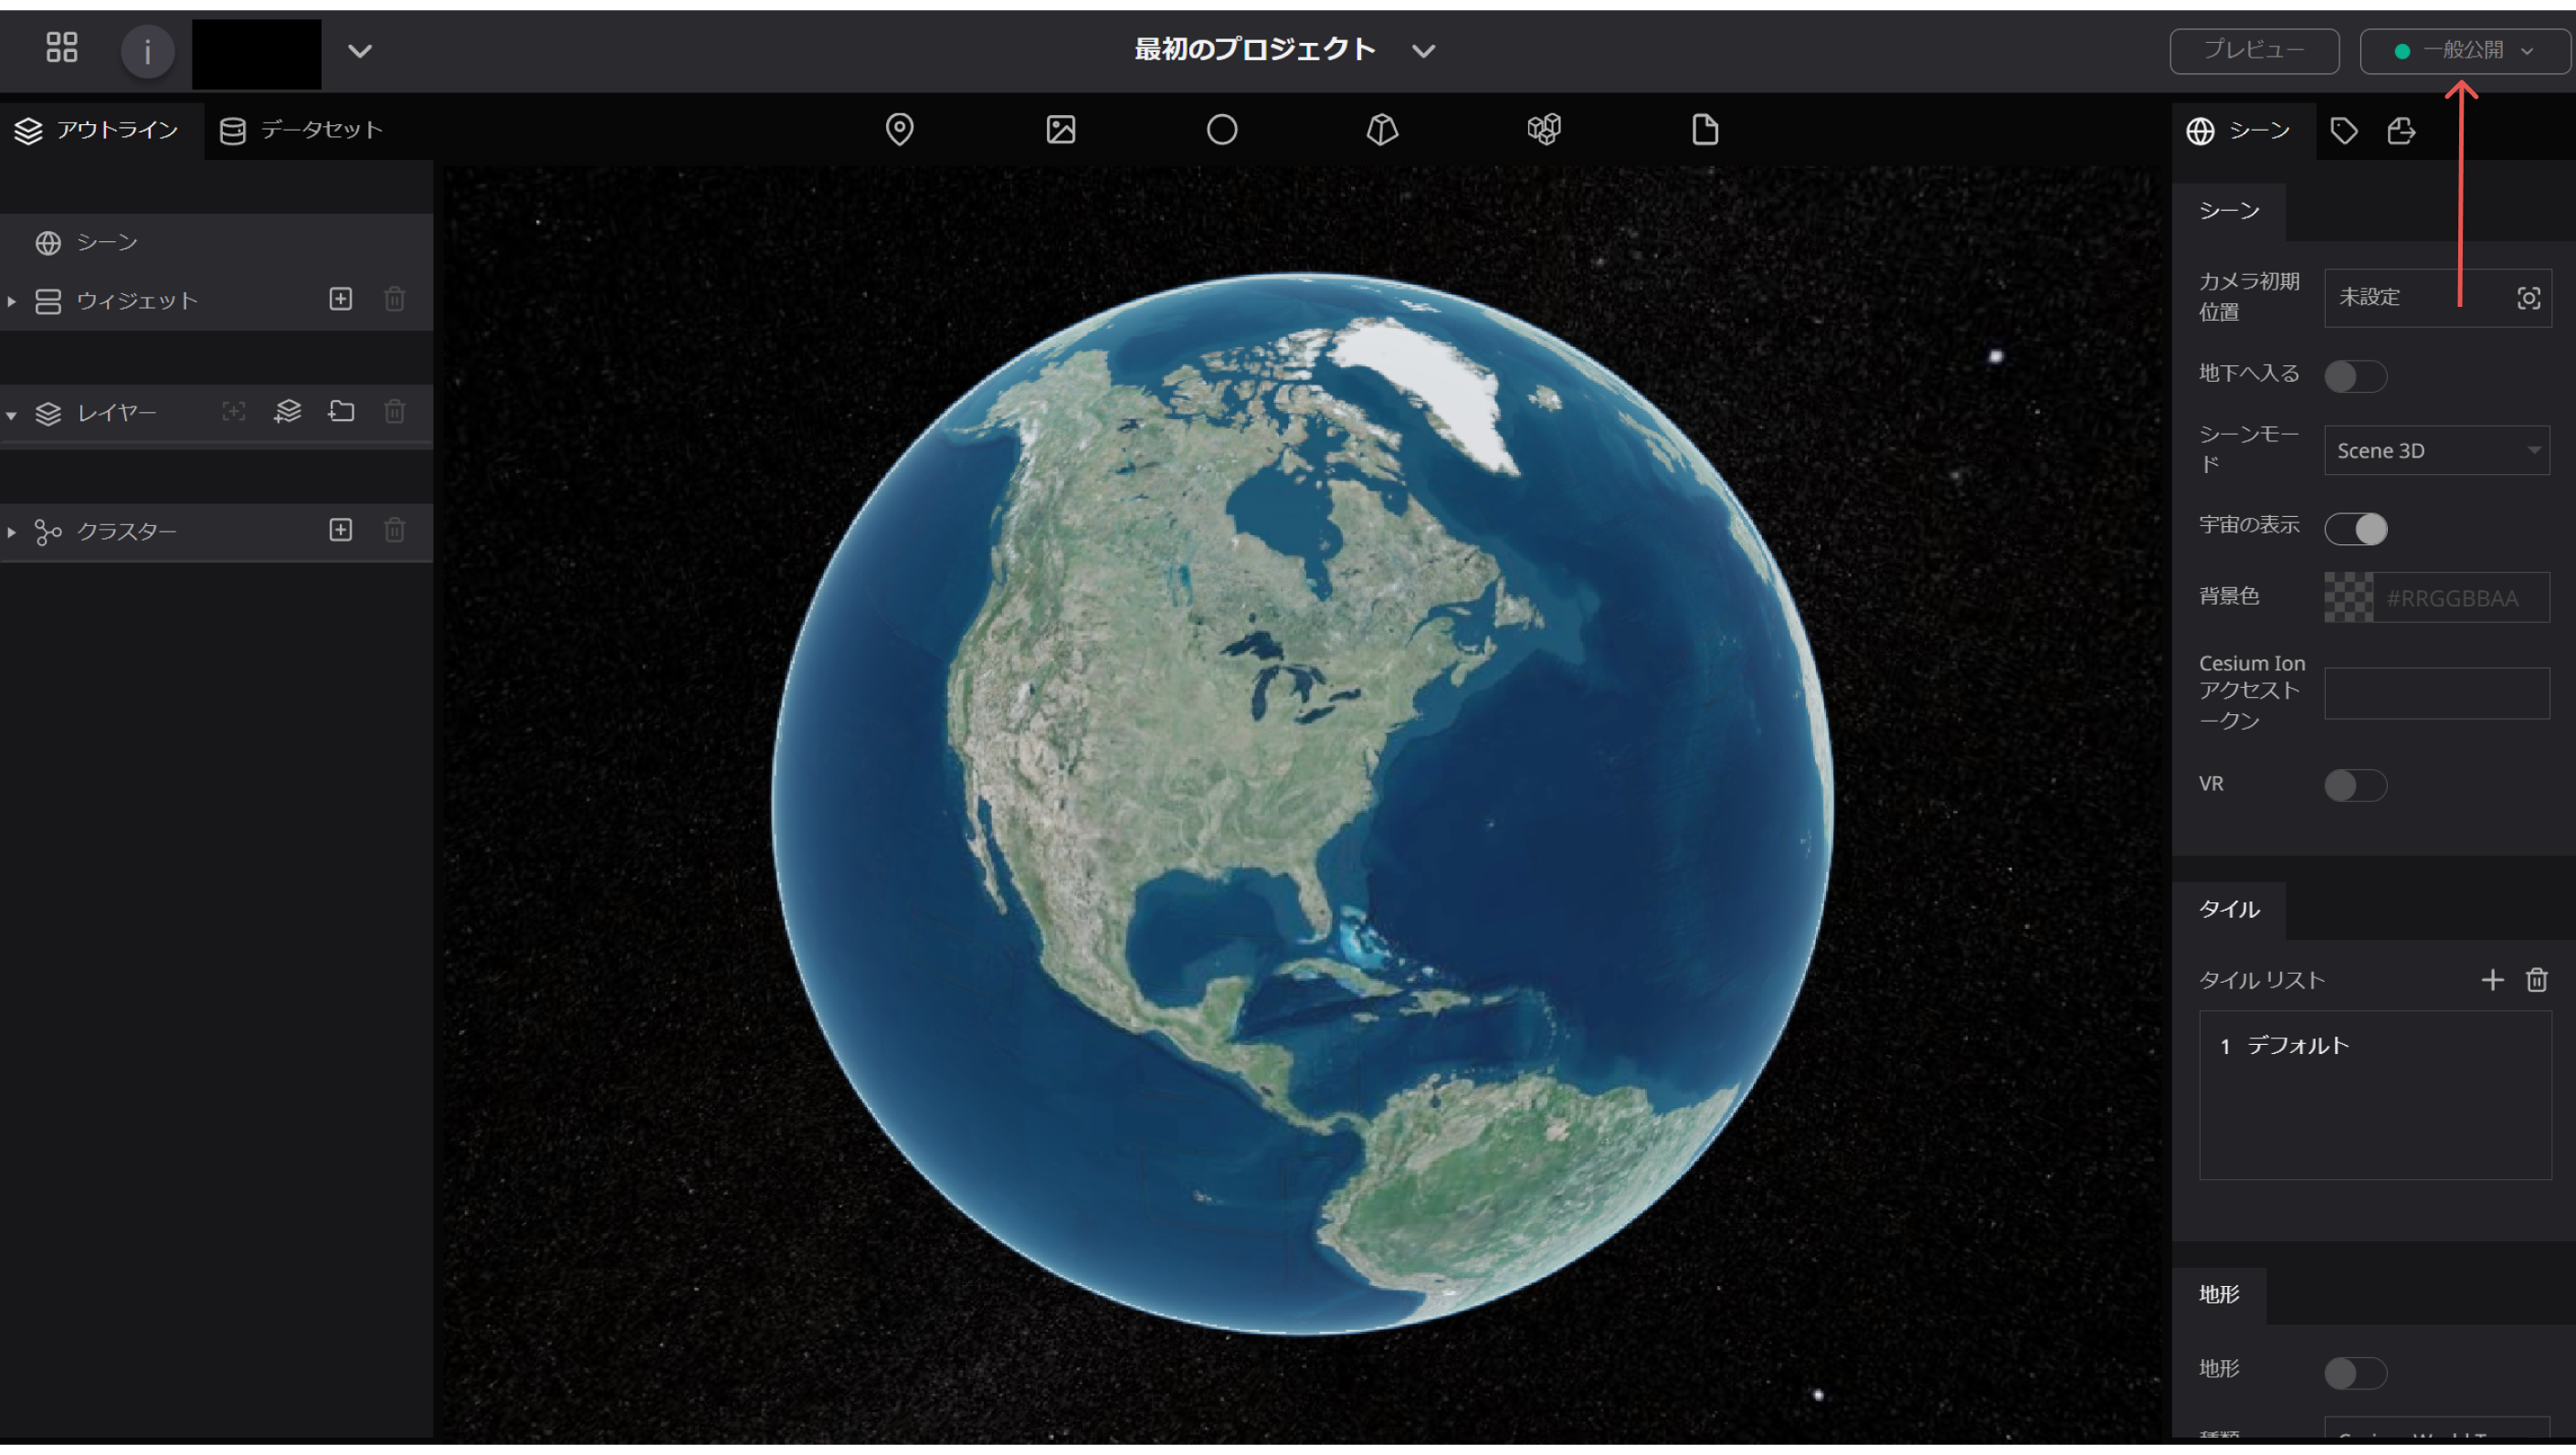 i
最初のプロジェクト
プレビュー
一般公開
アウトライン
データセット
シーン
シーン
ウィジェット
レイヤー
クラスター
シーン
カメラ初期
位置
未設定
地下へ入る
シーンモー
ド
Scene 3D
宇宙の表示
背景色
#RRGGBBAA
Cesium Ion
アクセスト
ークン
VR
タイル
タイル リスト
1 デフォルト
地形
地形